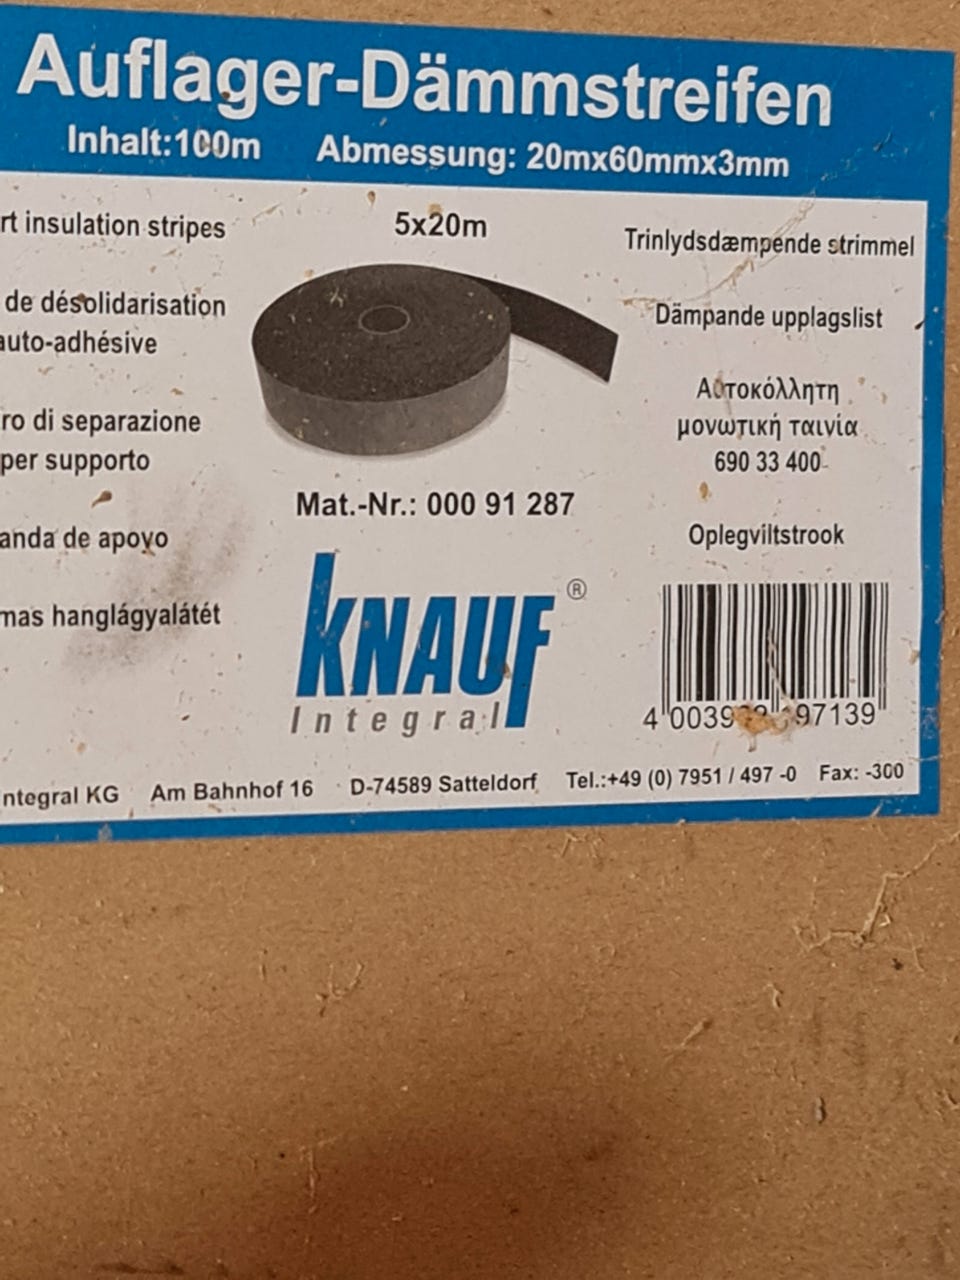 Auflager-Dämmstreifen
Inhalt:100m Abmessung: 20mx60mmx3mm
rt insulation stripes
de désolidarisation
auto-adhésive
ro di separazione
per supporto
anda de apoyo
mas hanglágyalátét
5x20m
Mat.-Nr.: 000 91 287
KNAUF ®
Integral
Trinlydsdæmpende strimmel
Dämpande upplagslist
Αυτοκόλλητη
μονωτική ταινία
690 33 400
Oplegviltstrook
4 003982 197139
ntegral KG Am Bahnhof 16 D-74589 Satteldorf Tel.:+49 (0) 7951 / 497 -0 Fax: -300